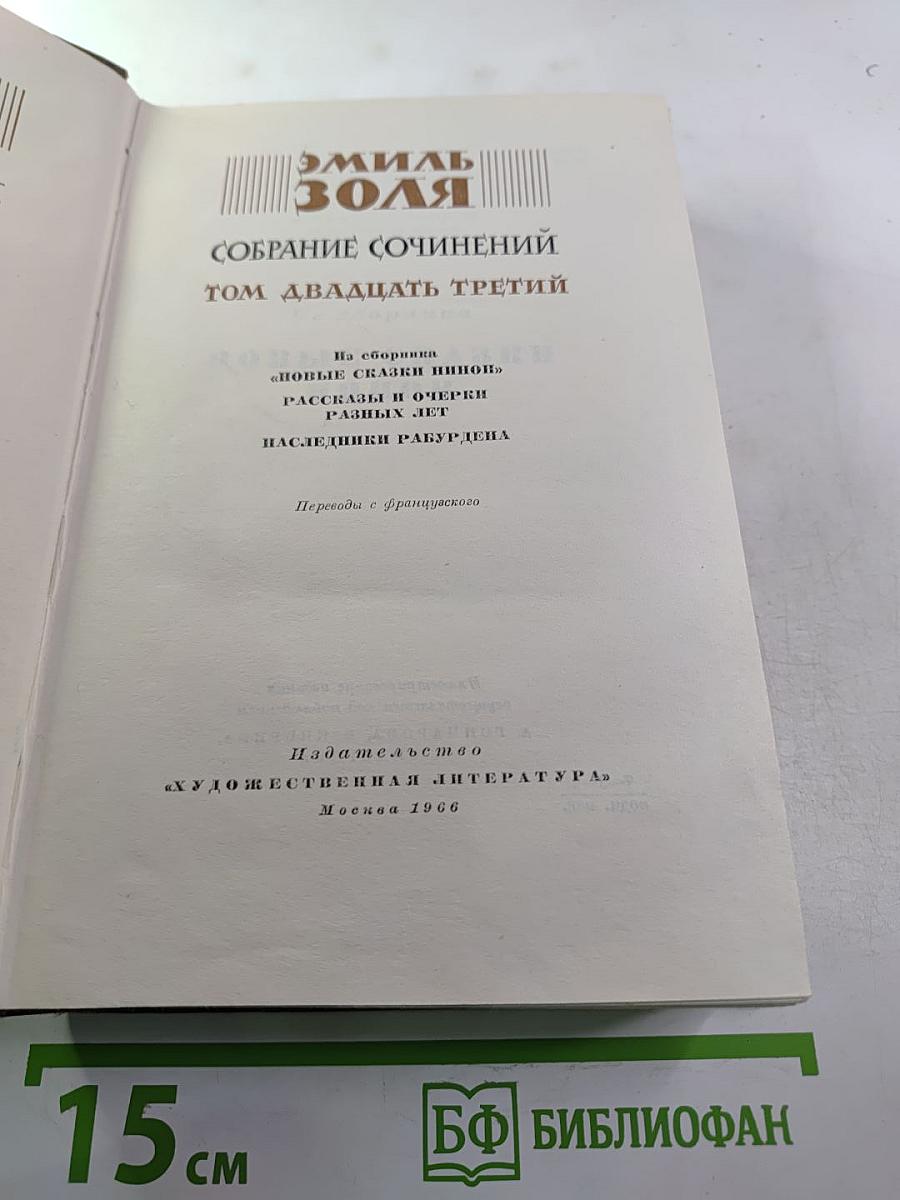 ЭМИЛЬ
ЗОЛЯ
СОБРАНИЕ СОЧИНЕНИЙ
ТОМ ДВАДЦАТЬ ТРЕТИЙ
Из сборника
«НОВЫЕ СКАЗКИ НИНОН»
РАССКАЗЫ И ОЧЕРКИ
РАЗНЫХ ЛЕТ
НАСЛЕДНИКИ РАБУРДЕНА
Переводы с французского
Издательство
«ХУДОЖЕСТВЕННАЯ ЛИТЕРАТУРА»
Москва 1966
15 см
БФ БИБЛИОФАН